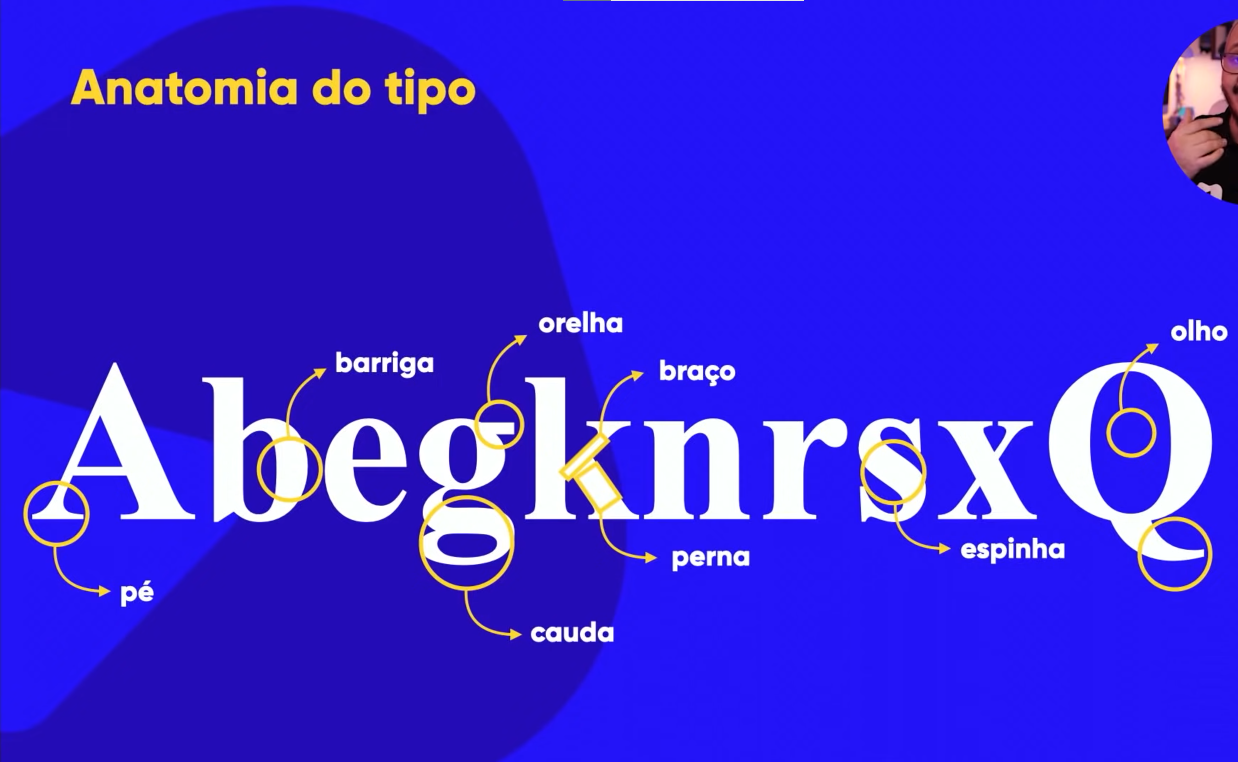 Anatomia do tipo
orelha
olho
barriga
braço
AbegknrsxQ
espinha
perna
pé
cauda